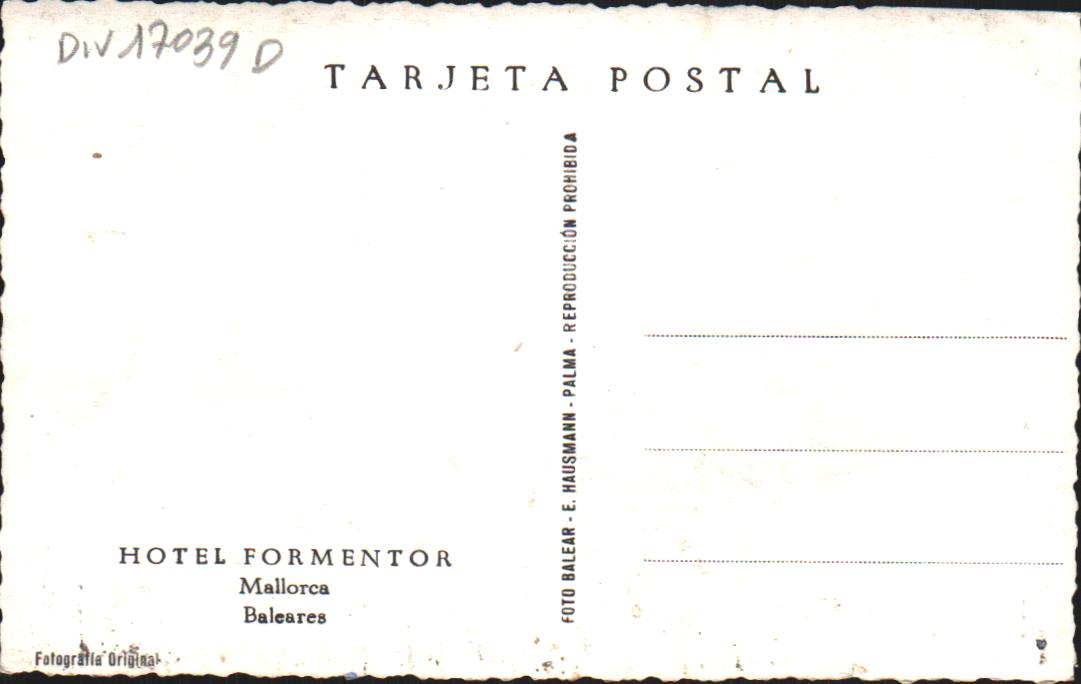 DIV 17039 D
TARJETA POSTAL
FOTO BALEAR - E. HAUSMANN - PALMA - REPRODUCCIÓN PROHIBIDA
HOTEL FORMENTOR
Mallorca
Baleares
Fotografía Original